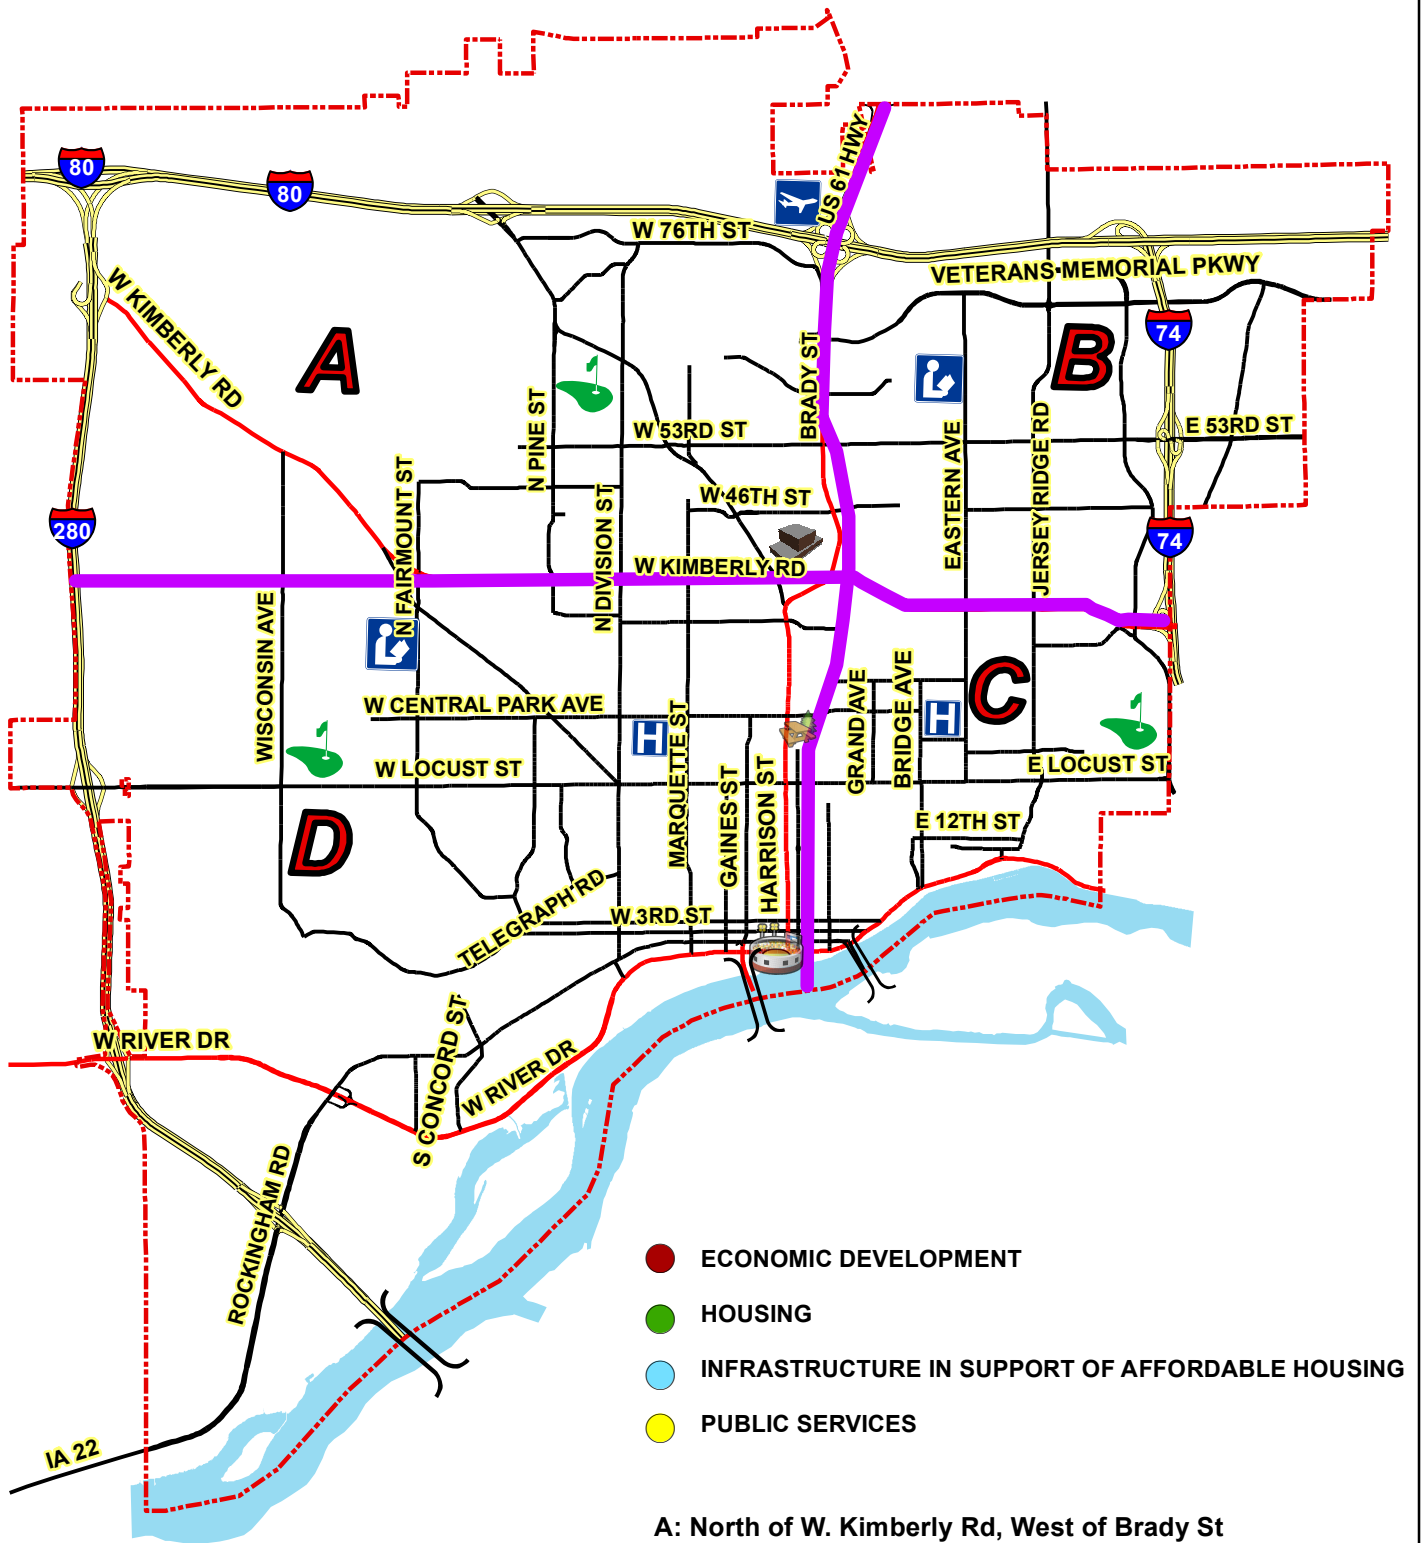 80
80
US 61 HWY
W 76TH ST
VETERANS MEMORIAL PKWY
W KIMBERLY RD
A
B
74
BRADY ST
N PINE ST
W 53RD ST
E 53RD ST
EASTERN AVE
JERSEY RIDGE RD
N FAIRMOUNT ST
W 46TH ST
N DIVISION ST
280
74
W KIMBERLY RD
WISCONSIN AVE
C
GRAND AVE
BRIDGE AVE
W CENTRAL PARK AVE
H
H
MARQUETTE ST
W LOCUST ST
E LOCUST ST
GAINES ST
HARRISON ST
D
E 12TH ST
TELEGRAPH RD
W 3RD ST
W RIVER DR
S CONCORD ST
W RIVER DR
ROCKINGHAM RD
IA 22
ECONOMIC DEVELOPMENT
HOUSING
INFRASTRUCTURE IN SUPPORT OF AFFORDABLE HOUSING
PUBLIC SERVICES
A: North of W. Kimberly Rd, West of Brady St